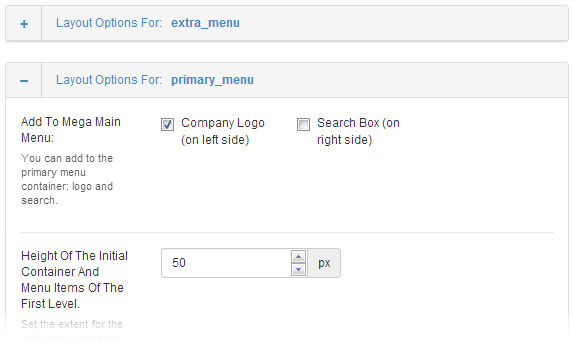 + Layout Options For: extra_menu
− Layout Options For: primary_menu
Add To Mega Main
Menu:
You can add to the
primary menu
container: logo and
search.
Company Logo
(on left side)
Search Box (on
right side)
Height Of The Initial
Container And
Menu Items Of The
First Level.
Set the extent for the
50
px